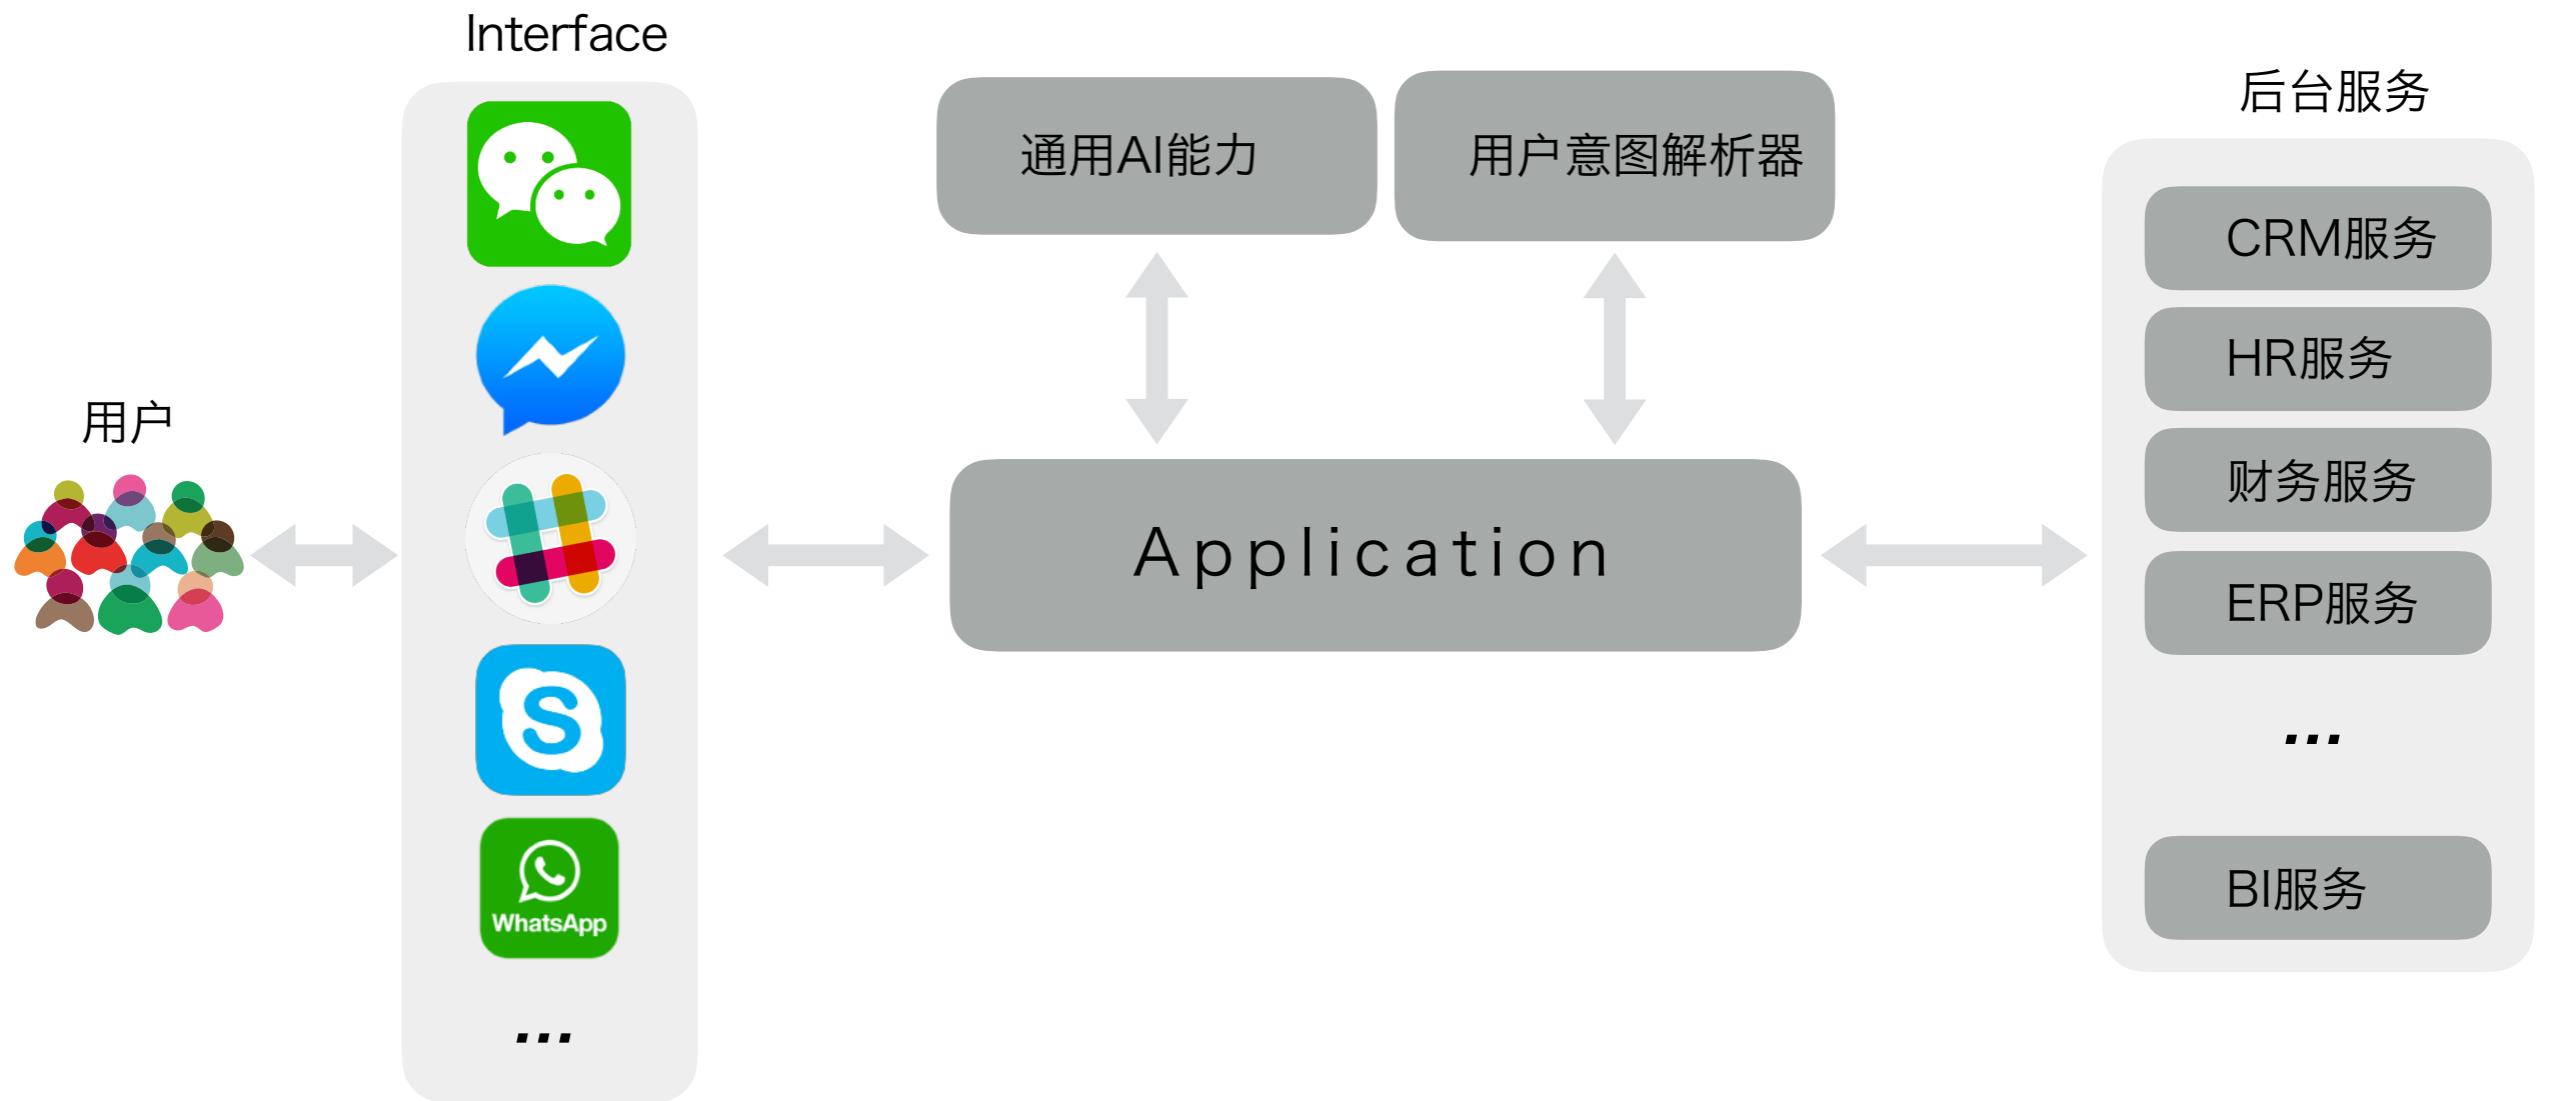 Interface
用户
WhatsApp
...
通用AI能力
用户意图解析器
Application
后台服务
CRM服务
HR服务
财务服务
ERP服务
...
BI服务